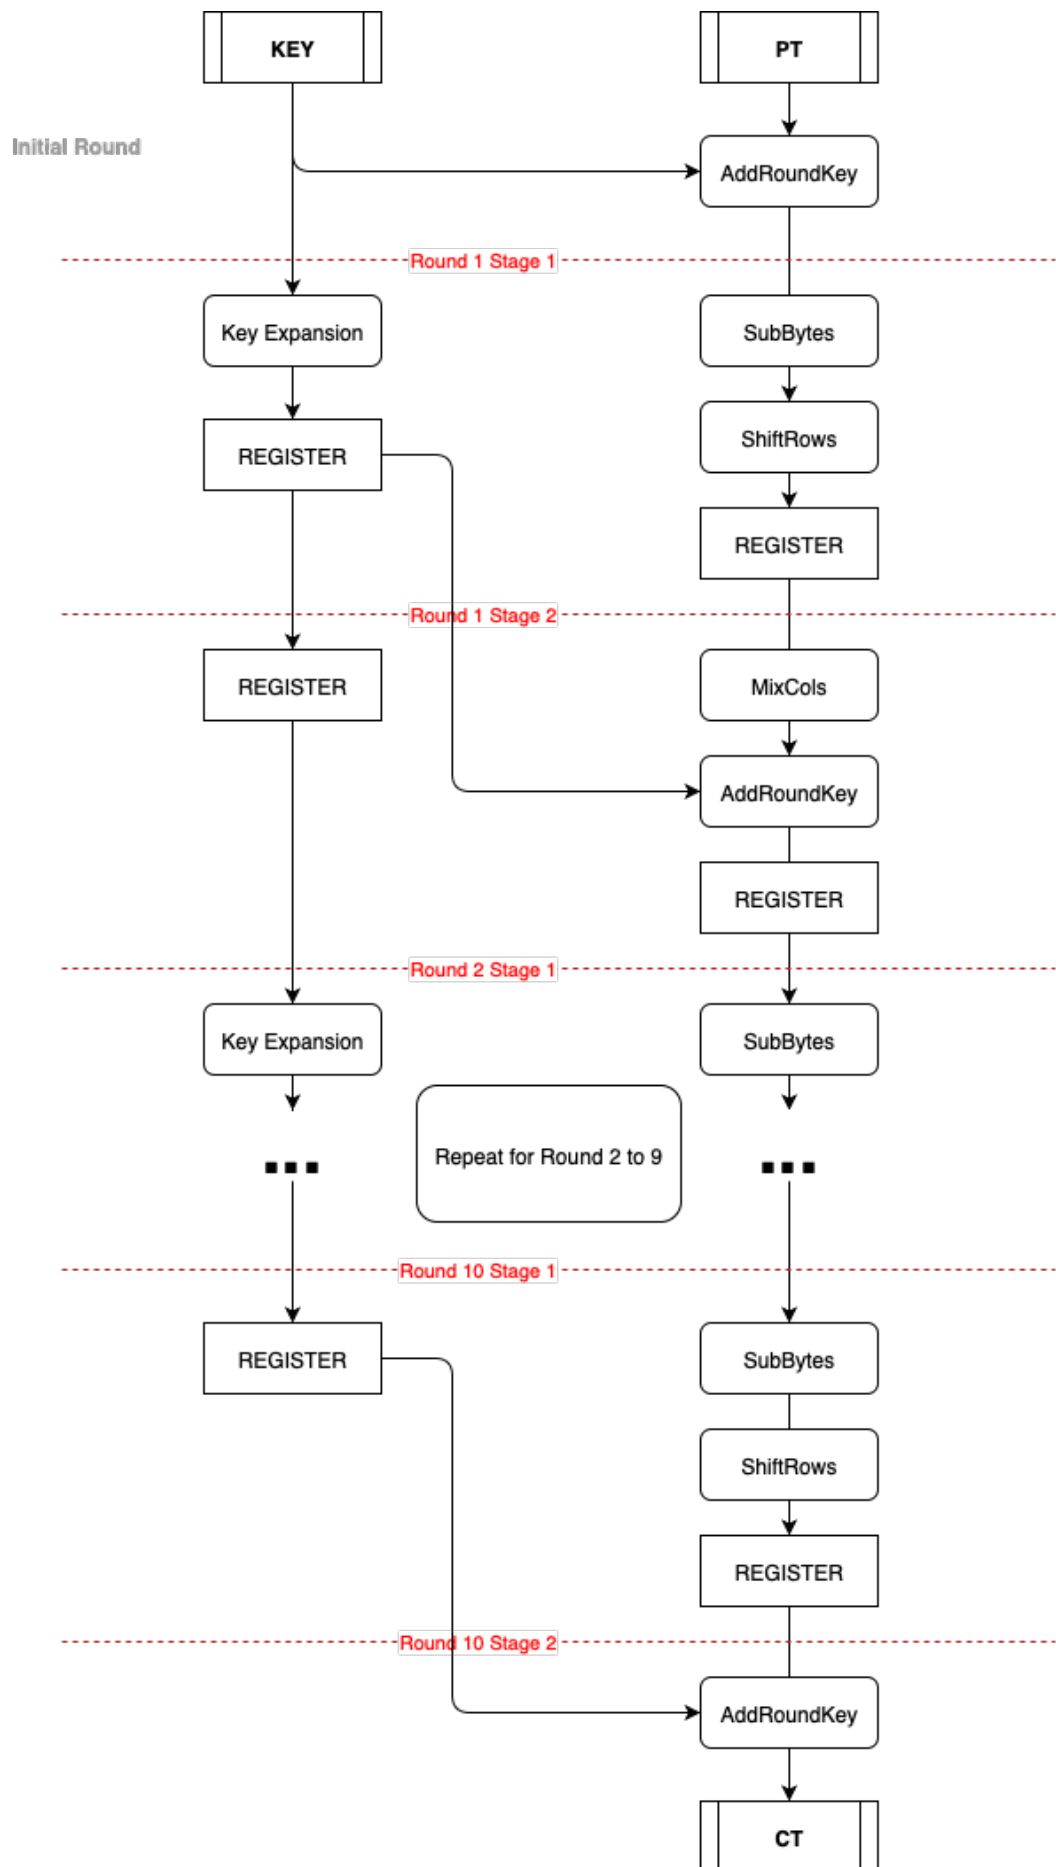 KEY
PT
Initial Round
AddRoundKey
Round 1 Stage 1
Key Expansion
SubBytes
ShiftRows
REGISTER
REGISTER
Round 1 Stage 2
REGISTER
MixCols
AddRoundKey
REGISTER
Round 2 Stage 1
Key Expansion
SubBytes
Repeat for Round 2 to 9
Round 10 Stage 1
REGISTER
SubBytes
ShiftRows
REGISTER
Round 10 Stage 2
AddRoundKey
CT